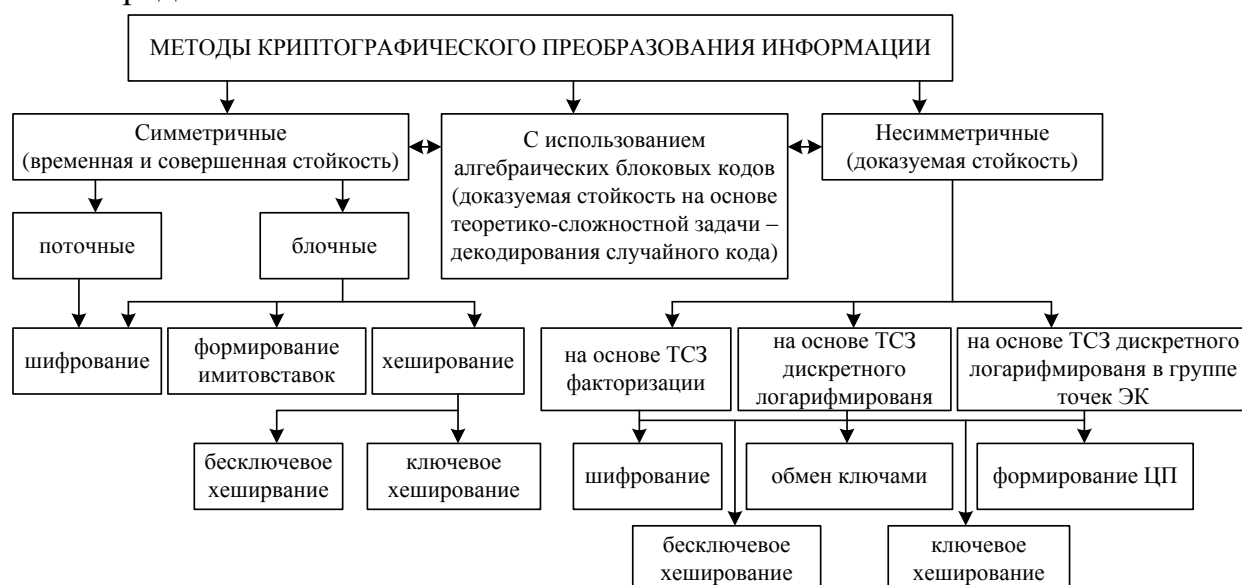 МЕТОДЫ КРИПТОГРАФИЧЕСКОГО ПРЕОБРАЗОВАНИЯ ИНФОРМАЦИИ
Симметричные
(временная и совершенная стойкость)
С использованием
алгебраических блоковых кодов
(доказуемая стойкость на основе
теоретико-сложностной задачи –
декодирования случайного кода)
Несимметричные
(доказуемая стойкость)
поточные
блочные
шифрование
формирование
имитовставок
хеширование
на основе ТСЗ
факторизации
на основе ТСЗ
дискретного
логарифмированя
на основе ТСЗ дискретного
логарифмированя в группе
точек ЭК
бесключевое
хеширвание
ключевое
хеширование
шифрование
обмен ключами
формирование ЦП
бесключевое
хеширование
ключевое
хеширование